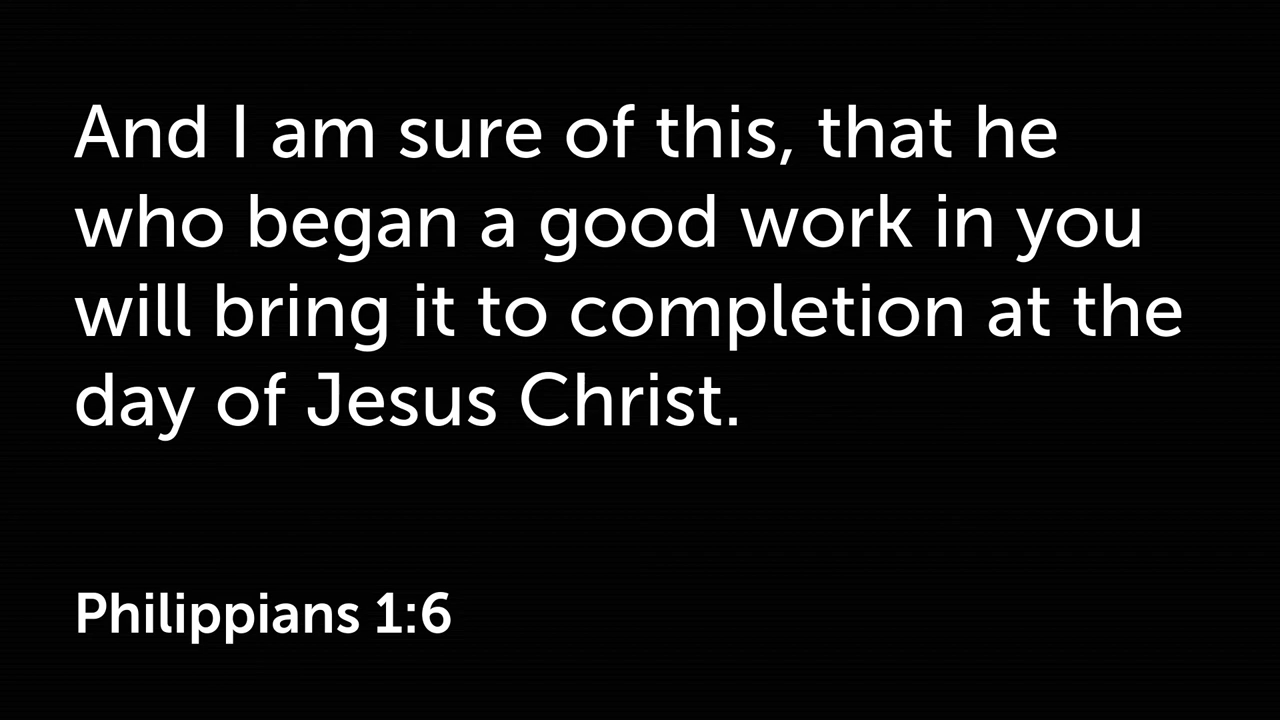 And I am sure of this, that he
who began a good work in you
will bring it to completion at the
day of Jesus Christ.
Philippians 1:6